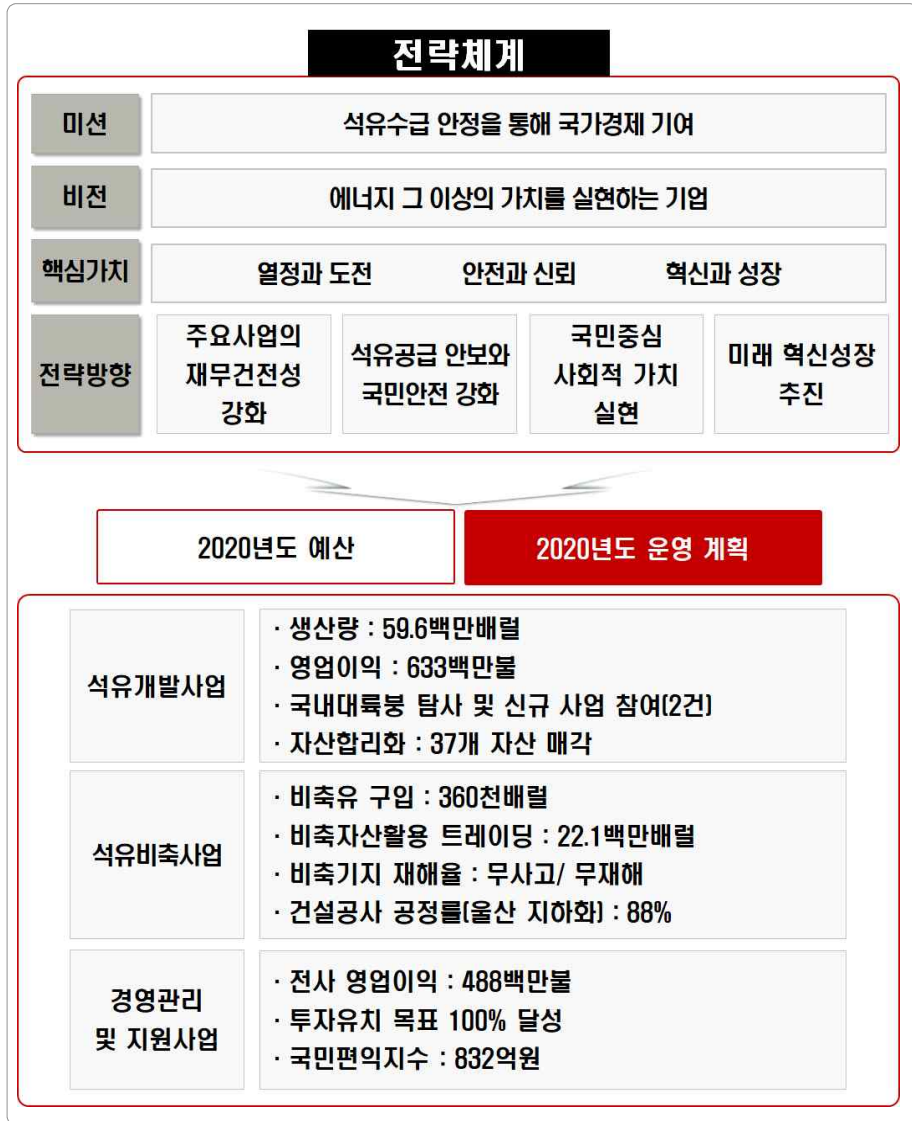 전략체계
미션
석유수급 안정을 통해 국가경제 기여
비전
에너지 그 이상의 가치를 실현하는 기업
핵심가치
열정과 도전 안전과 신뢰 혁신과 성장
전략방향
주요사업의
재무건전성
강화
석유공급 안보와
국민안전 강화
국민중심
사회적 가치
실현
미래 혁신성장
추진
2020년도 예산
2020년도 운영 계획
석유개발사업
· 생산량 : 59.6백만배럴
· 영업이익 : 633백만불
· 국내대륙붕 탐사 및 신규 사업 참여(2건)
· 자산합리화 : 37개 자산 매각
석유비축사업
· 비축유 구입 : 360천배럴
· 비축자산활용 트레이딩 : 22.1백만배럴
· 비축기지 재해율 : 무사고/ 무재해
· 건설공사 공정률(울산 지하화) : 88%
경영관리
및 지원사업
· 전사 영업이익 : 488백만불
· 투자유치 목표 100% 달성
· 국민편익지수 : 832억원